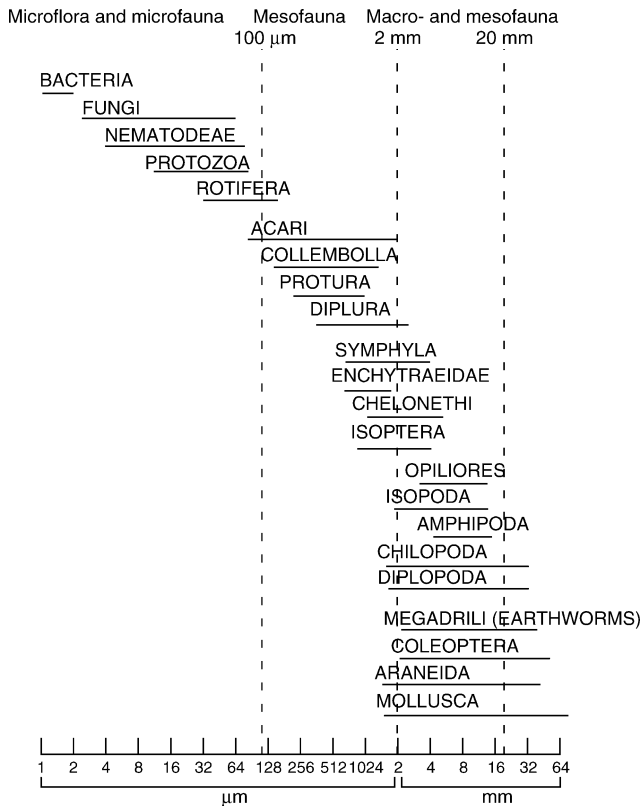 Microflora and microfauna Mesofauna Macro- and mesofauna
100 µm 2 mm 20 mm
BACTERIA
FUNGI
NEMATODEAE
PROTOZOA
ROTIFERA
ACARI
COLLEMBOLLA
PROTURA
DIPLURA
SYMPHYLA
ENCHYTRAEIDAE
CHELONETHI
ISOPTERA
OPILIORES
ISOPODA
AMPHIPODA
CHILOPODA
DIPLOPODA
MEGADRILI (EARTHWORMS)
COLEOPTERA
ARANEIDA
MOLLUSCA
1 2 4 8 16 32 64 128 256 512 1024 2 4 8 16 32 64
µm mm